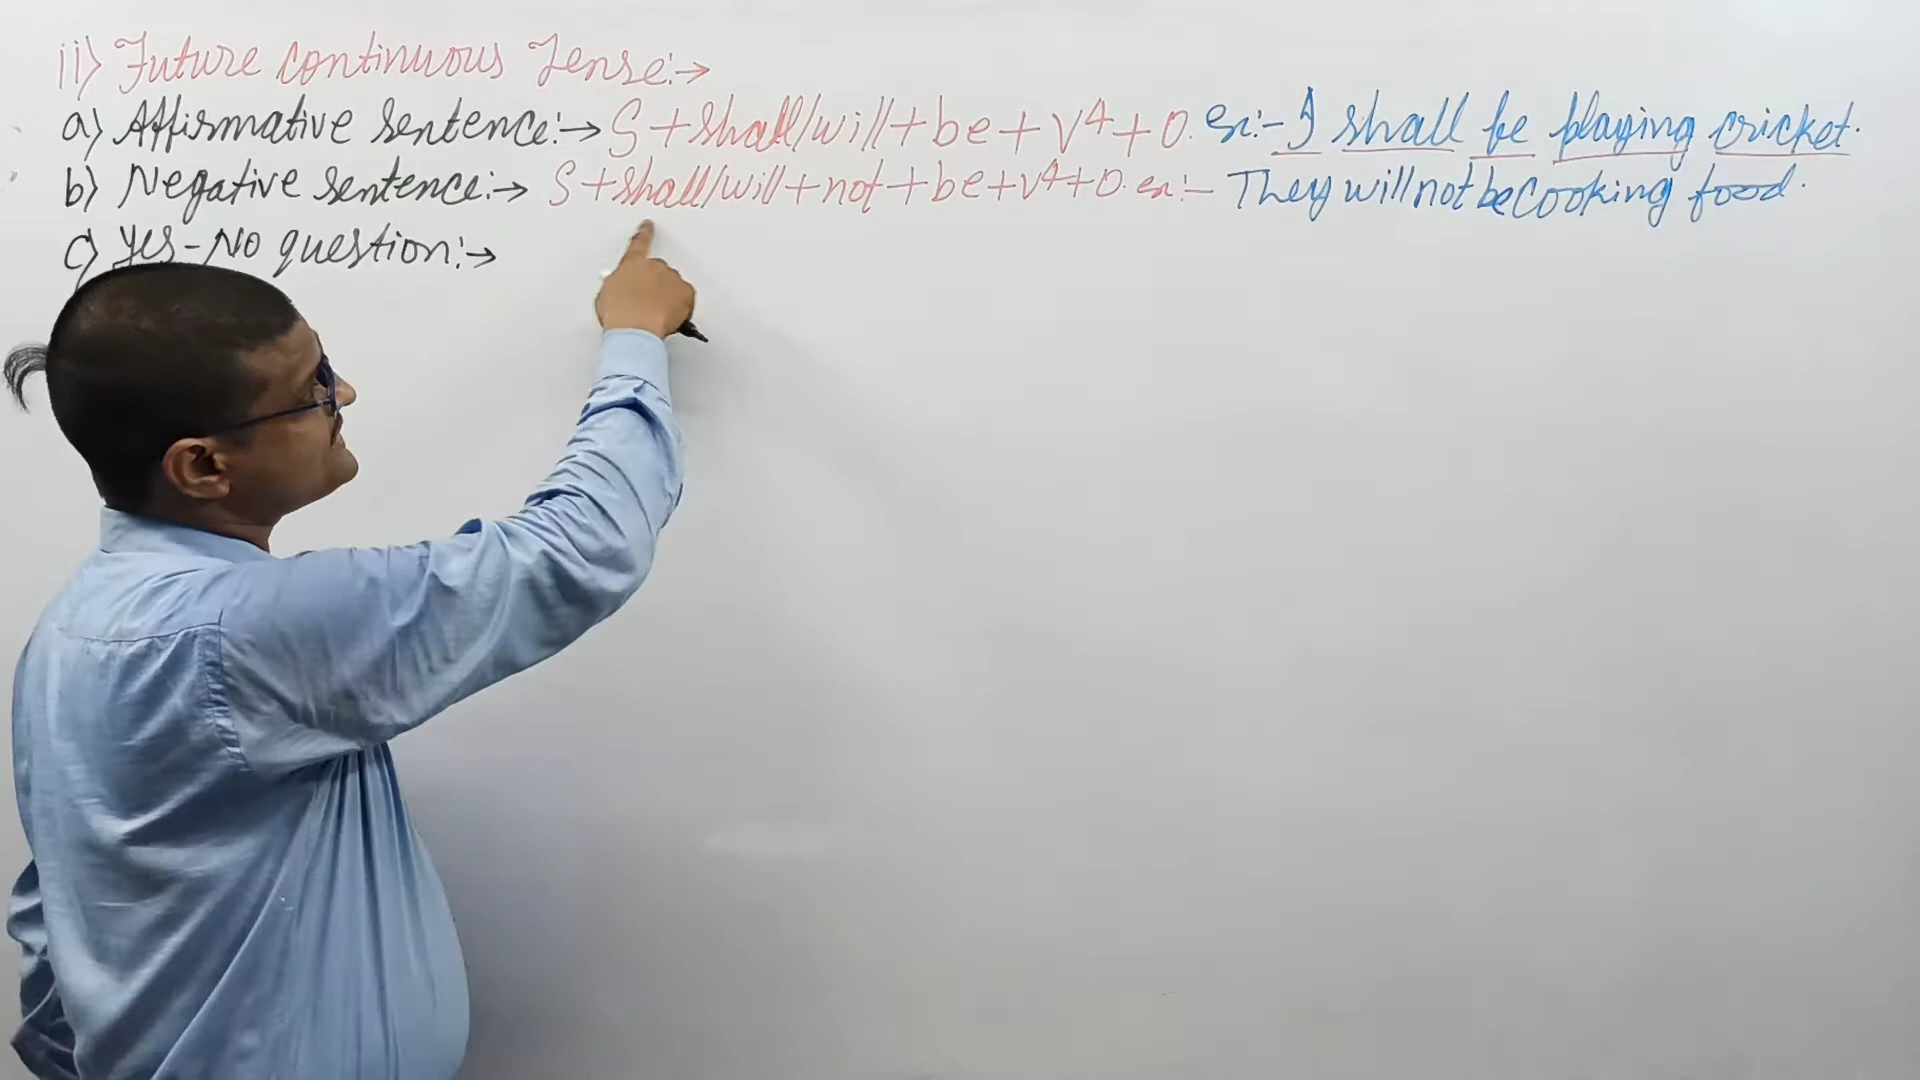 ii) Future continuous Tense:→
a) Affirmative sentence:→ S+shall/will+be+V⁴+O. ex:- I shall be playing cricket.
b) Negative sentence:→ S+shall/will+not+be+V⁴+O. ex:- They will not be cooking food.
c) Yes-No question:→